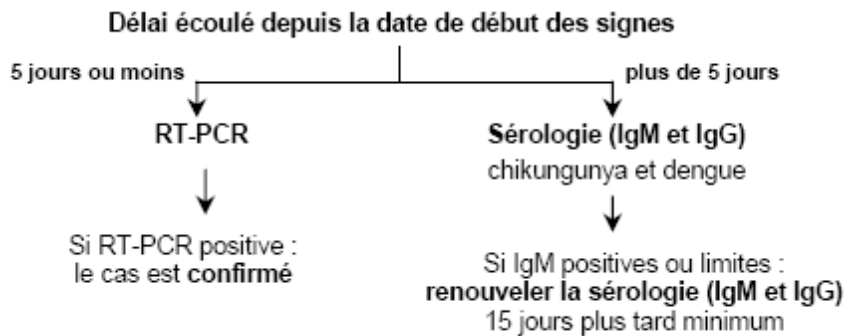 Délai écoulé depuis la date de début des signes
5 jours ou moins
plus de 5 jours
RT-PCR
Sérologie (IgM et IgG)
chikungunya et dengue
Si RT-PCR positive :
le cas est confirmé
Si IgM positives ou limites :
renouveler la sérologie (IgM et IgG)
15 jours plus tard minimum